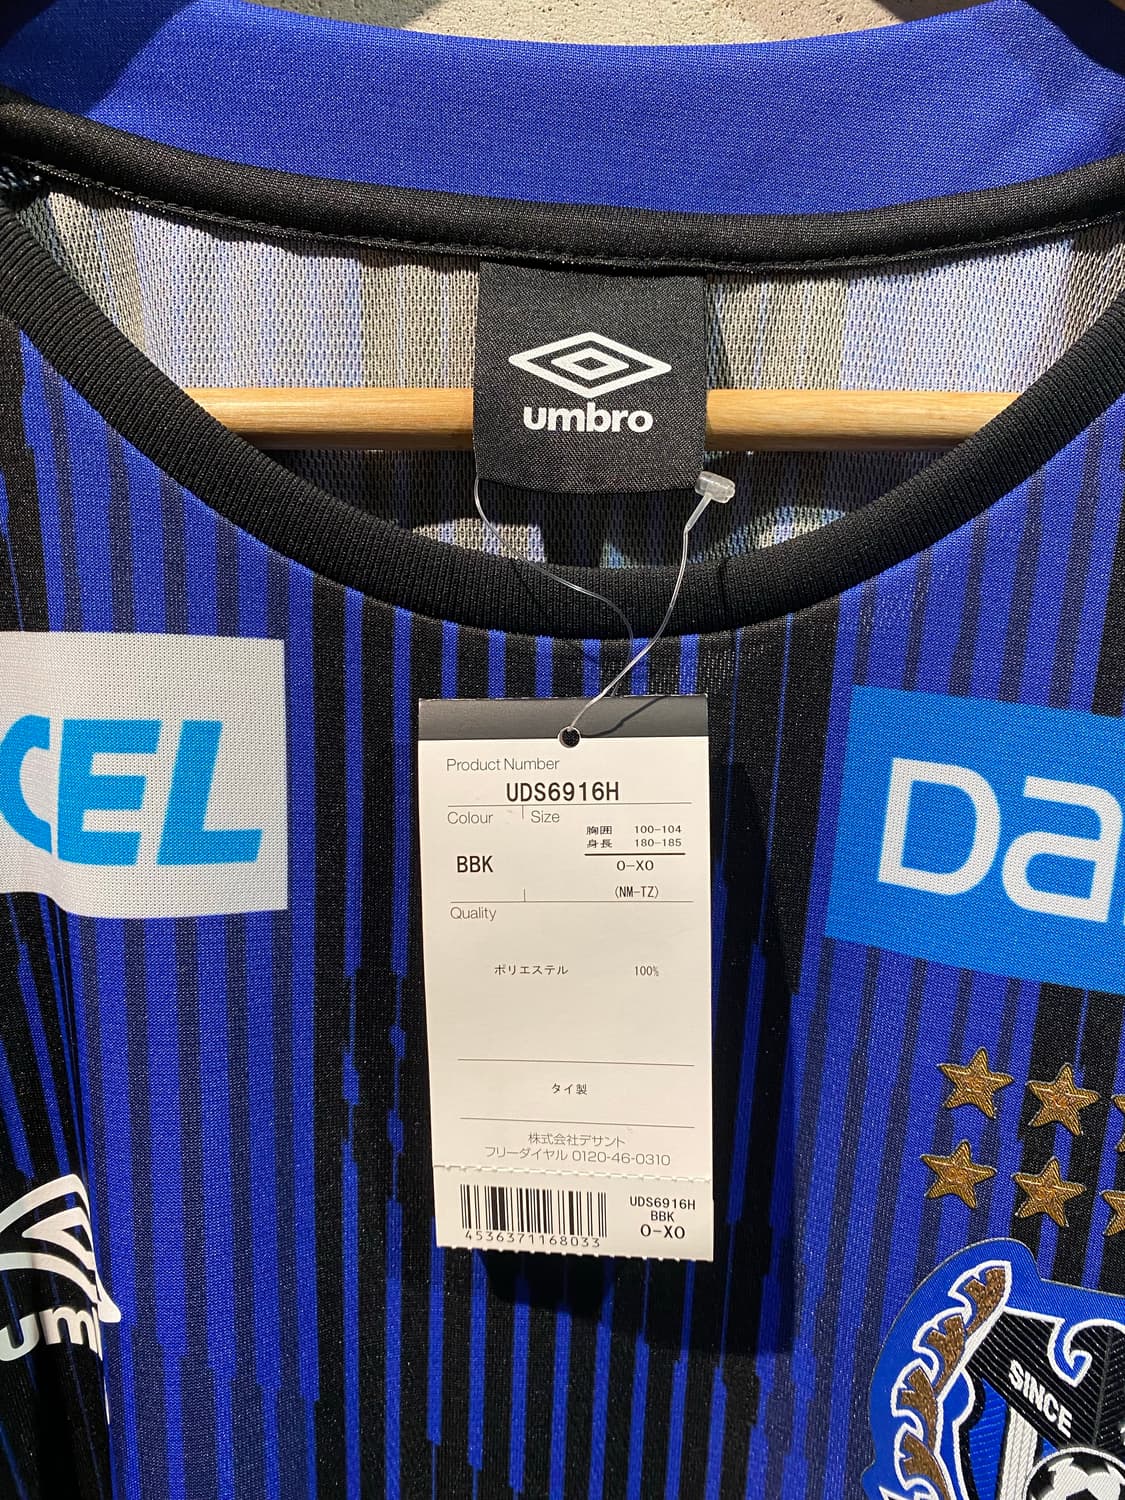 umbro
CEL
Da
Product Number
UDS6916H
Colour Size
胸囲 100-104
身長 180-185
BBK O-XO
(NM-TZ)
Quality
ポリエステル 100%
タイ製
株式会社デサント
フリーダイヤル 0120-46-0310
UDS6916H
BBK
O-XO
4536371168033
um
SINCE